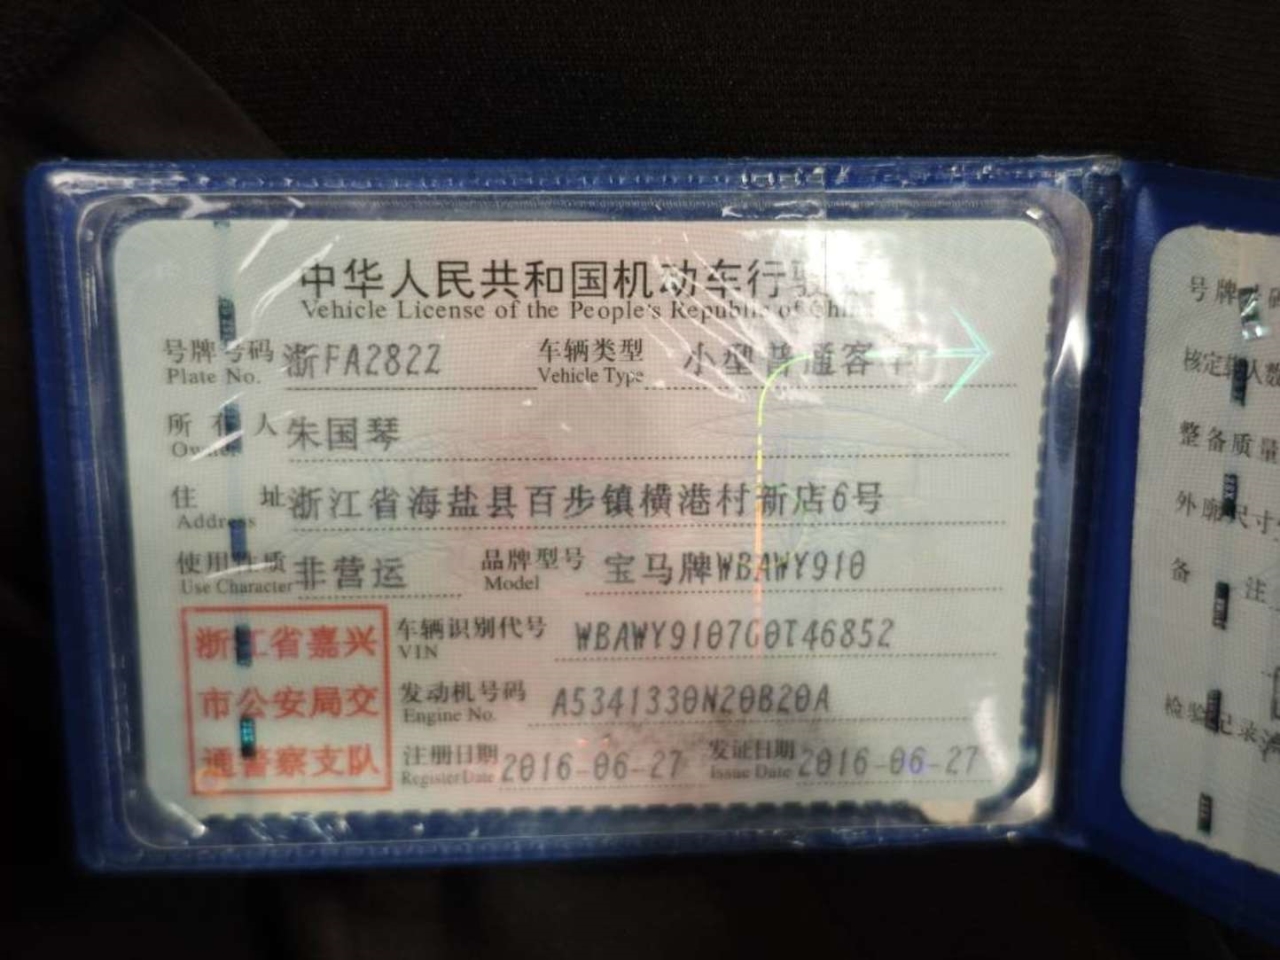 中华人民共和国机动车行驶
Vehicle License of the People's Republic of China
号牌号码 浙FA2822 车辆类型 小型普通客车
Plate No. Vehicle Type
所有人 朱国琴
Owner
住址 浙江省海盐县百步镇横港村新店6号
Address
使用性质 非营运 品牌型号 宝马牌WBAWY910
Use Character Model
浙江省嘉兴
市公安局交
通警察支队
车辆识别代号
VIN
发动机号码 A5341330N20B20A
Engine No.
注册日期 2016-06-27 发证日期 2016-06-27
Register Date Issue Date
号牌号码
核定载人数
整备质量
外廓尺寸
备注
检验记录